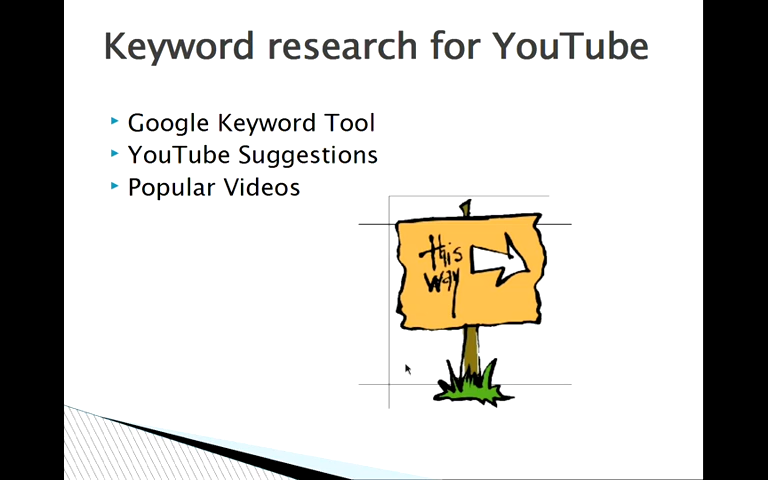 Keyword research for YouTube
Google Keyword Tool
YouTube Suggestions
Popular Videos
this
way